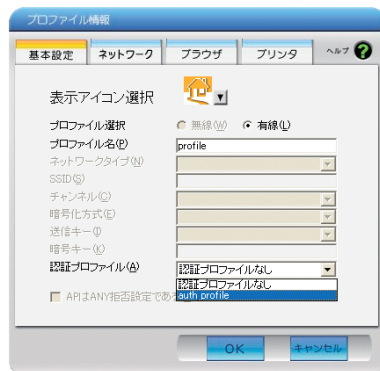 プロファイル情報
基本設定 ネットワーク ブラウザ プリンタ ヘルプ ?
表示アイコン選択
プロファイル選択 無線(W) 有線(L)
プロファイル名(P) profile
ネットワークタイプ(N)
SSID(S)
チャンネル(C)
暗号化方式(E)
送信キー(I)
暗号キー(K)
認証プロファイル(A) 認証プロファイルなし
認証プロファイルなし
APはANY拒否設定であ auth profile
OK キャンセル